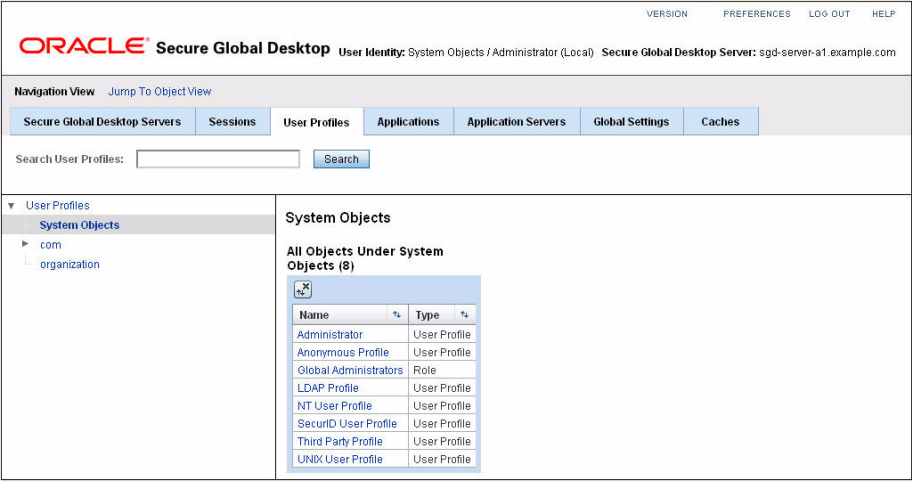 VERSION PREFERENCES LOG OUT HELP
ORACLE Secure Global Desktop User Identity: System Objects / Administrator (Local) Secure Global Desktop Server: sgd-server-a1.example.com
Navigation View Jump To Object View
Secure Global Desktop Servers Sessions User Profiles Applications Application Servers Global Settings Caches
Search User Profiles: Search
User Profiles
System Objects
com
organization
System Objects
All Objects Under System
Objects (8)
Name Type
Administrator User Profile
Anonymous Profile User Profile
Global Administrators Role
LDAP Profile User Profile
NT User Profile User Profile
SecurID User Profile User Profile
Third Party Profile User Profile
UNIX User Profile User Profile